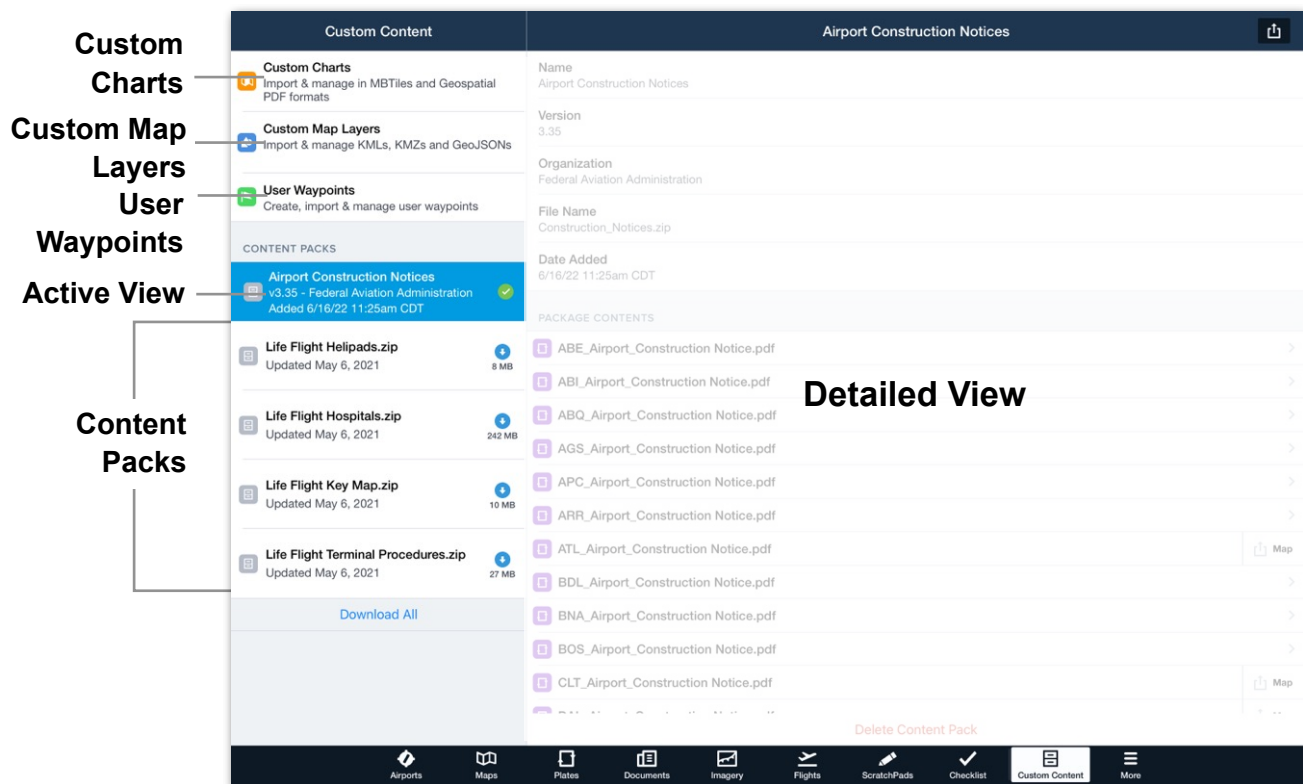 Custom
Charts
Custom Map
Layers
User
Waypoints
Active View
Content
Packs
Custom Content
Custom Charts
Import & manage in MBTiles and Geospatial
PDF formats
Custom Map Layers
Import & manage KMLs, KMZs and GeoJSONs
User Waypoints
Create, import & manage user waypoints
CONTENT PACKS
Airport Construction Notices
v3.35 - Federal Aviation Administration
Added 6/16/22 11:25am CDT
Life Flight Helipads.zip
Updated May 6, 2021
8 MB
Life Flight Hospitals.zip
Updated May 6, 2021
242 MB
Life Flight Key Map.zip
Updated May 6, 2021
10 MB
Life Flight Terminal Procedures.zip
Updated May 6, 2021
27 MB
Download All
Airport Construction Notices
Name
Airport Construction Notices
Version
3.35
Organization
Federal Aviation Administration
File Name
Construction_Notices.zip
Date Added
6/16/22 11:25am CDT
PACKAGE CONTENTS
ABE_Airport_Construction Notice.pdf
ABI_Airport_Construction Notice.pdf
Detailed View
ABQ_Airport_Construction Notice.pdf
AGS_Airport_Construction Notice.pdf
APC_Airport_Construction Notice.pdf
ARR_Airport_Construction Notice.pdf
ATL_Airport_Construction Notice.pdf Map
BDL_Airport_Construction Notice.pdf
BNA_Airport_Construction Notice.pdf
BOS_Airport_Construction Notice.pdf
CLT_Airport_Construction Notice.pdf Map
Delete Content Pack
Airports Maps Plates Documents Imagery Flights ScratchPads Checklist Custom Content More